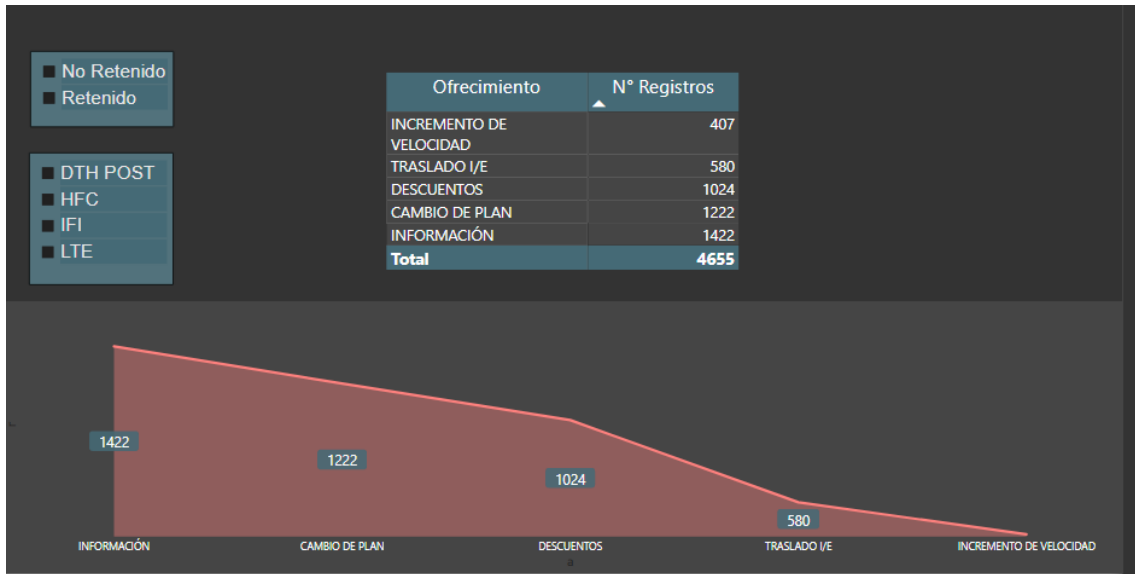 No Retenido
Retenido
DTH POST
HFC
IFI
LTE
Ofrecimiento N° Registros
INCREMENTO DE 407
VELOCIDAD
TRASLADO I/E 580
DESCUENTOS 1024
CAMBIO DE PLAN 1222
INFORMACIÓN 1422
Total 4655
1422
1222
1024
580
INFORMACIÓN CAMBIO DE PLAN DESCUENTOS TRASLADO I/E INCREMENTO DE VELOCIDAD
a